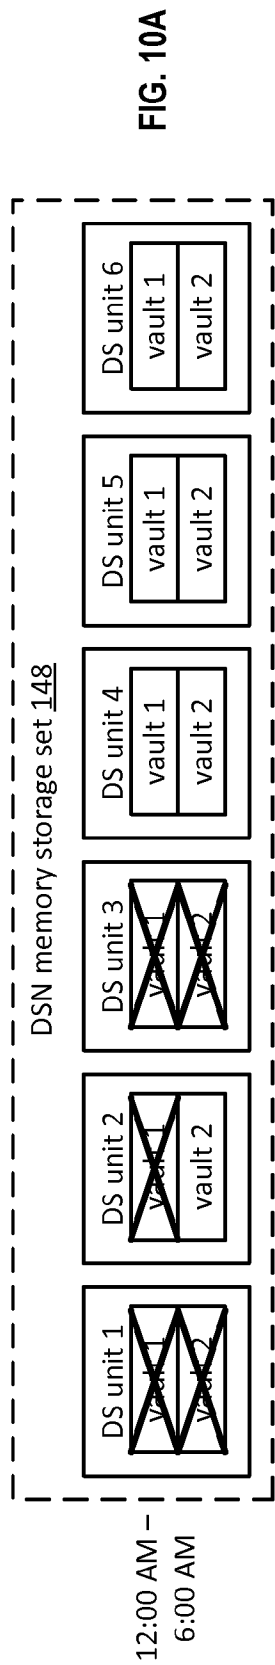 DSN memory storage set 148
12:00 AM –
6:00 AM
DS unit 1
vault 1
vault 2
DS unit 2
vault 1
vault 2
DS unit 3
vault 1
vault 2
DS unit 4
vault 1
vault 2
DS unit 5
vault 1
vault 2
DS unit 6
vault 1
vault 2
FIG. 10A